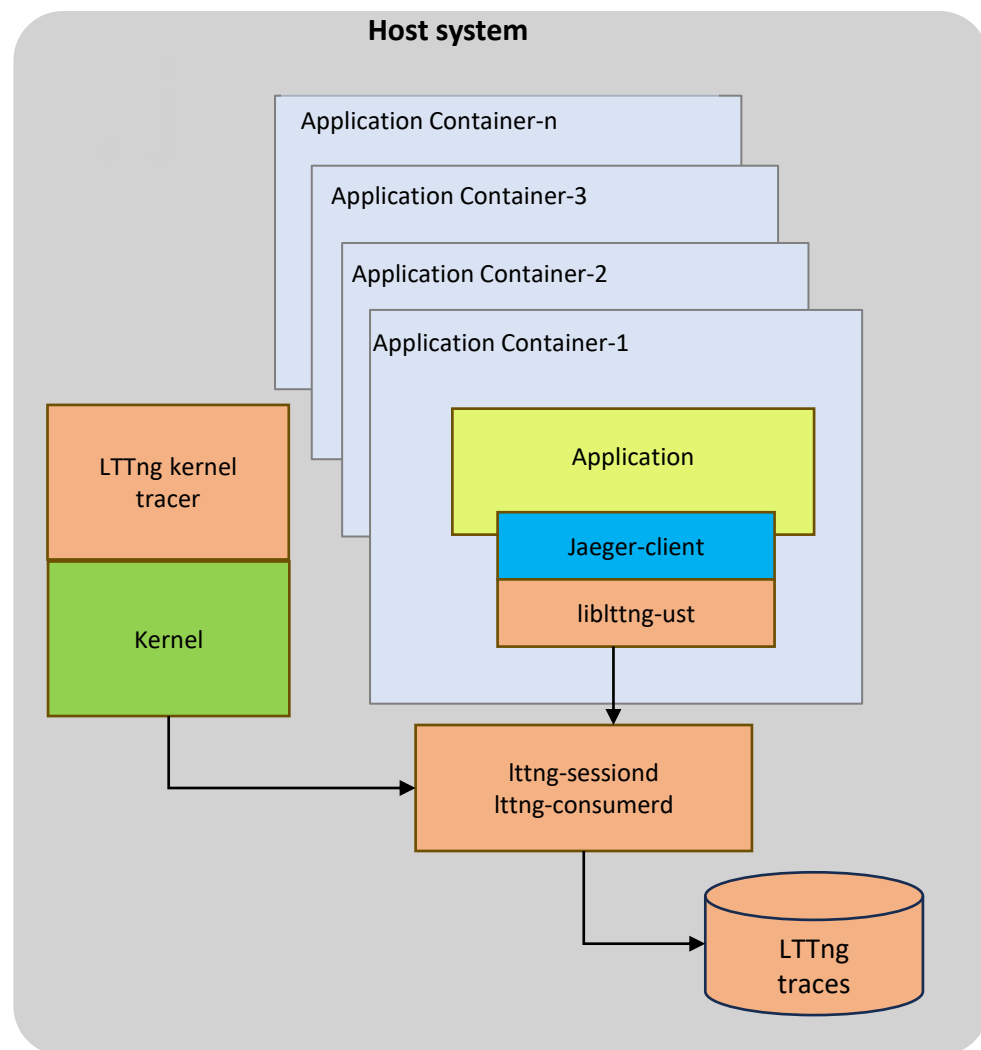 Host system
Application Container-n
Application Container-3
Application Container-2
Application Container-1
LTTng kernel
tracer
Kernel
Application
Jaeger-client
liblttng-ust
lttng-sessiond
lttng-consumerd
LTTng
traces